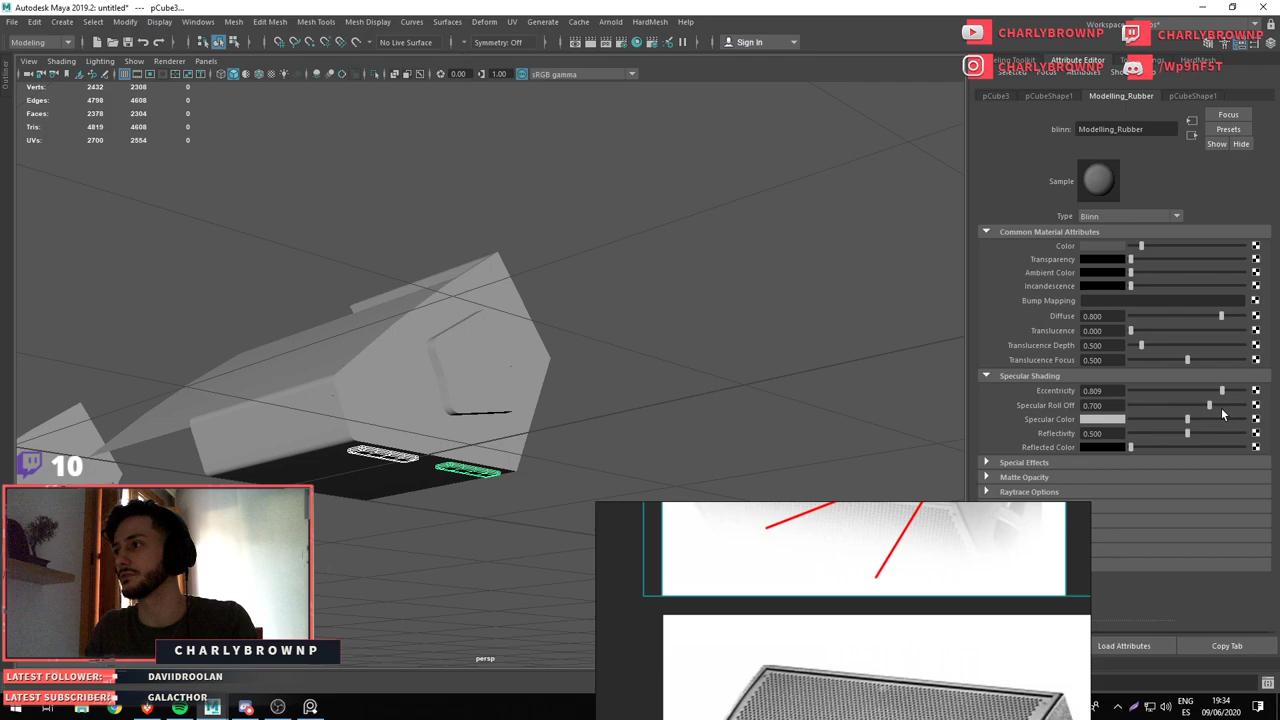 Autodesk Maya 2019.2: untitled* --- pCube3...
File Edit Create Select Modify Display Windows Mesh Edit Mesh Mesh Tools Mesh Display Curves Surfaces Deform UV Generate Cache Arnold HardMesh Help
Modeling No Live Surface Symmetry: Off Sign In
CHARLYBROWNP CHARLYBROWNP
CHARLYBROWNP /Wp9nF5T
View Shading Lighting Show Renderer Panels
0.00 1.00 sRGB gamma
Outliner
Verts: 2432 2308 0
Edges: 4798 4608 0
Faces: 2378 2304 0
Tris: 4819 4608 0
UVs: 2700 2554 0
Attribute Editor
pCube3 pCubeShape1 Modelling_Rubber pCubeShape1
Focus
blinn: Modelling_Rubber Presets
Show Hide
Sample
Type Blinn
Common Material Attributes
Color
Transparency
Ambient Color
Incandescence
Bump Mapping
Diffuse 0.800
Translucence 0.000
Translucence Depth 0.500
Translucence Focus 0.500
Specular Shading
Eccentricity 0.809
Specular Roll Off 0.700
Specular Color
Reflectivity 0.500
Reflected Color
Special Effects
Matte Opacity
Raytrace Options
Load Attributes Copy Tab
10
persp
CHARLYBROWNP
LATEST FOLLOWER: DAVIIDROOLAN
LATEST SUBSCRIBER: GALACTHOR
ENG 19:34
ES 09/06/2020